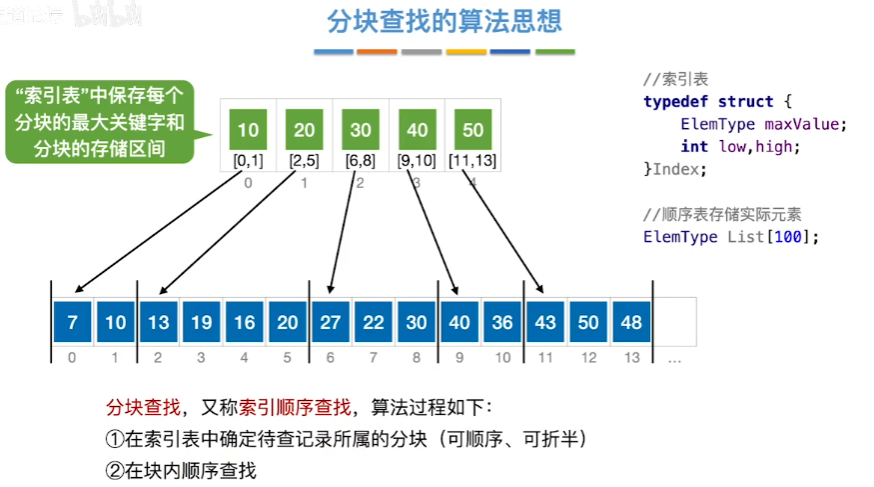 分块查找的算法思想
“索引表”中保存每个
分块的最大关键字和
分块的存储区间
10 20 30 40 50
[0,1] [2,5] [6,8] [9,10] [11,13]
0 1 2 3 4
//索引表
typedef struct {
ElemType maxValue;
int low,high;
}Index;
//顺序表存储实际元素
ElemType List[100];
7 10 13 19 16 20 27 22 30 40 36 43 50 48
0 1 2 3 4 5 6 7 8 9 10 11 12 13 ...
分块查找，又称索引顺序查找，算法过程如下：
①在索引表中确定待查记录所属的分块（可顺序、可折半）
②在块内顺序查找